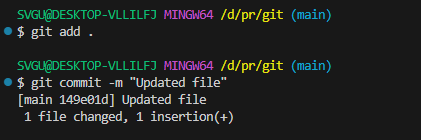 SVGU@DESKTOP-VLLILFJ MINGW64 /d/pr/git (main)
$ git add .
SVGU@DESKTOP-VLLILFJ MINGW64 /d/pr/git (main)
$ git commit -m "Updated file"
[main 149e01d] Updated file
 1 file changed, 1 insertion(+)